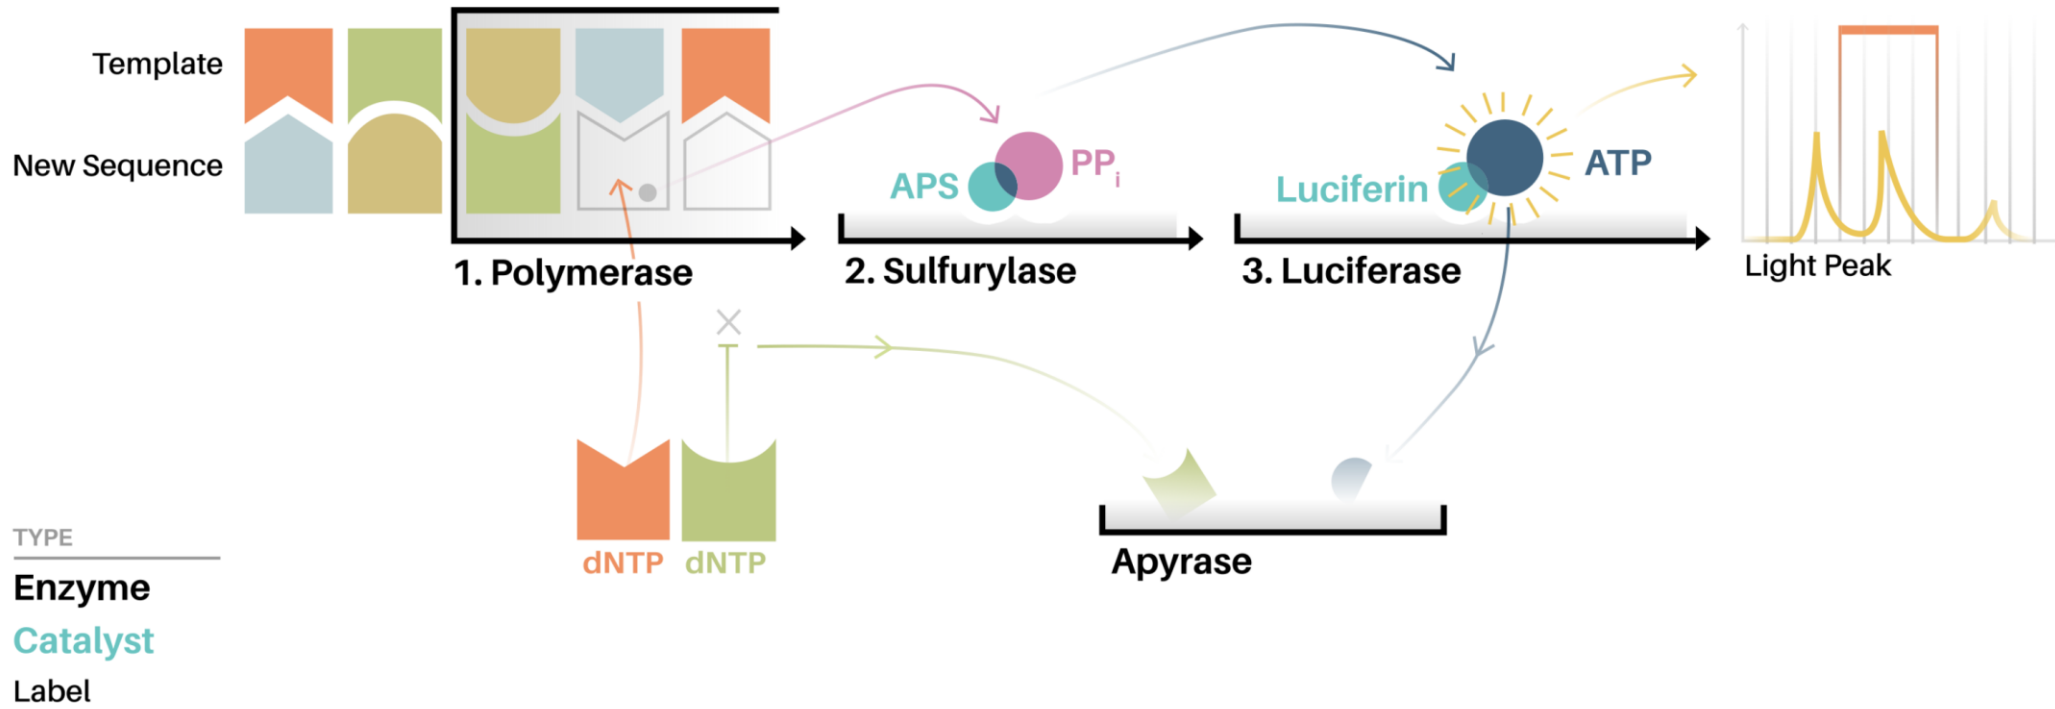 Template
New Sequence
1. Polymerase
APS
PPi
2. Sulfurylase
Luciferin
ATP
3. Luciferase
Light Peak
dNTP
dNTP
Apyrase
TYPE
Enzyme
Catalyst
Label